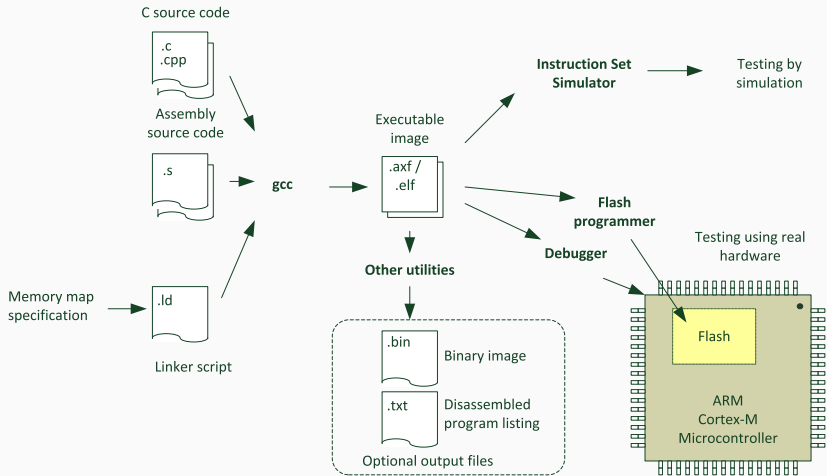 C source code
.c
.cpp
Assembly
source code
.s
gcc
Memory map
specification
.ld
Linker script
Executable
image
.axf /
.elf
Other utilities
.bin
Binary image
.txt
Disassembled
program listing
Optional output files
Instruction Set
Simulator
Testing by
simulation
Flash
programmer
Debugger
Testing using real
hardware
Flash
ARM
Cortex-M
Microcontroller